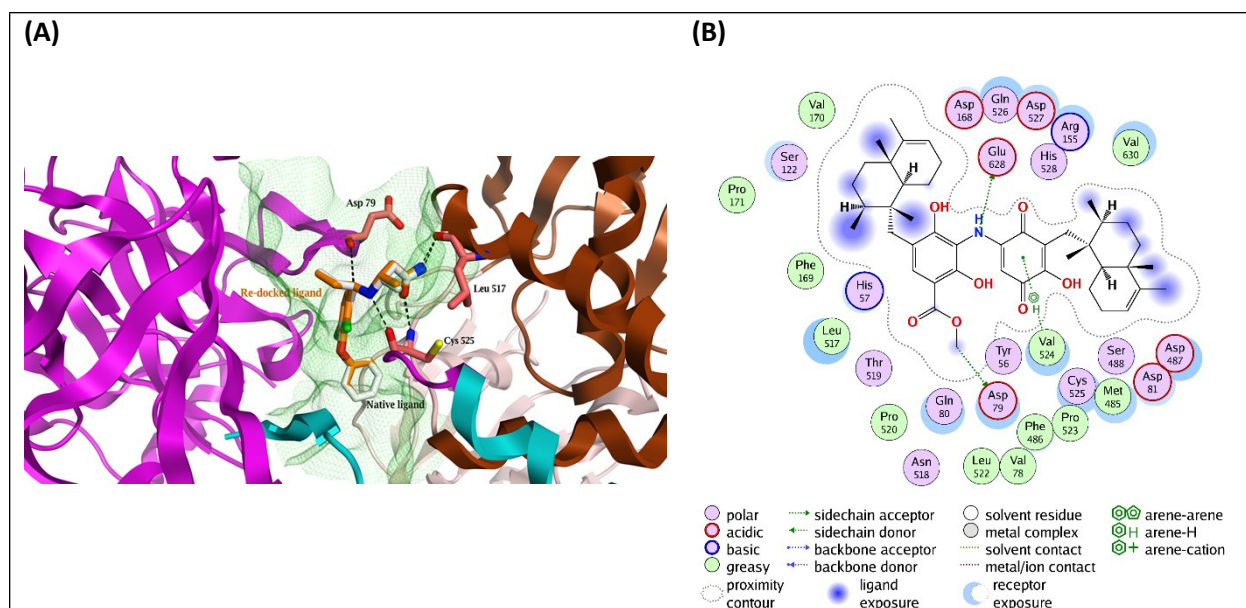 (A)
Asp 79
Re-docked ligand
Leu 517
Cys 525
Native ligand
(B)
Val
170
Asp
168
Gln
526
Asp
527
Arg
155
Ser
122
Glu
628
His
528
Val
630
Pro
171
H
OH
H
N
O
H
Phe
169
His
57
OH
O
OH
H
O
O
H
Leu
517
Thr
519
Tyr
56
Val
524
Ser
488
Asp
487
Cys
525
Met
485
Asp
81
Pro
520
Gln
80
Asp
79
Phe
486
Pro
523
Asn
518
Leu
522
Val
78
polar
acidic
basic
greasy
proximity
contour
sidechain acceptor
sidechain donor
backbone acceptor
backbone donor
ligand
exposure
solvent residue
metal complex
solvent contact
metal/ion contact
receptor
exposure
arene-arene
H arene-H
+ arene-cation